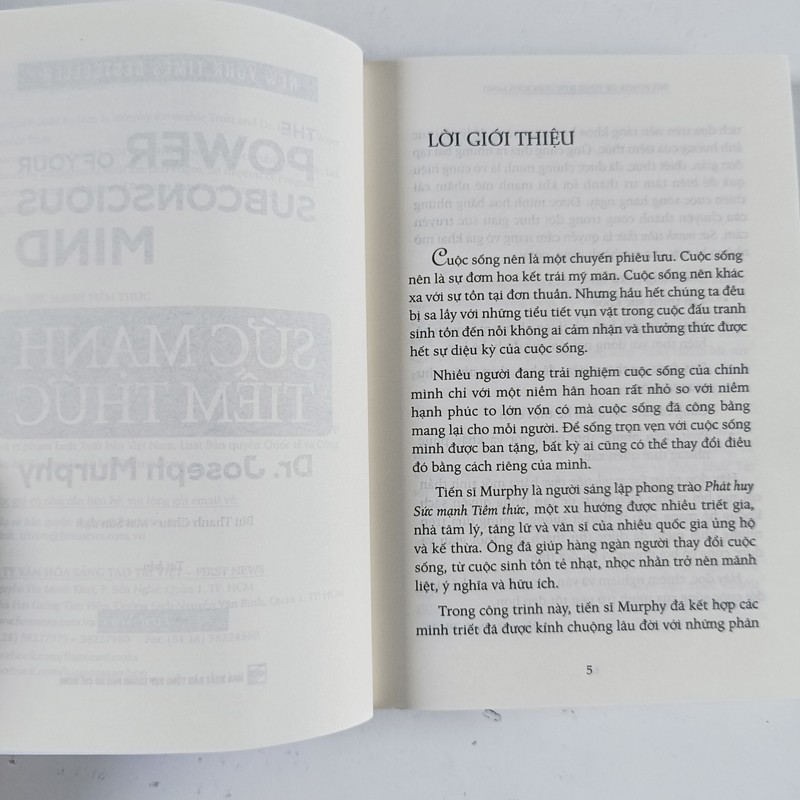 LỜI GIỚI THIỆU
Cuộc sống nên là một chuyến phiêu lưu. Cuộc sống
nên là sự đơm hoa kết trái mỹ mãn. Cuộc sống nên khác
xa với sự tồn tại đơn thuần. Nhưng hầu hết chúng ta đều
bị sa lầy với những tiểu tiết vụn vặt trong cuộc đấu tranh
sinh tồn đến nỗi không ai cảm nhận và thưởng thức được
hết sự diệu kỳ của cuộc sống.
Nhiều người đang trải nghiệm cuộc sống của chính
mình chỉ với một niềm hân hoan rất nhỏ so với niềm
hạnh phúc to lớn vốn có mà cuộc sống đã công bằng
mang lại cho mỗi người. Để sống trọn vẹn với cuộc sống
mình được ban tặng, bất kỳ ai cũng có thể thay đổi điều
đó bằng cách riêng của mình.
Tiến sĩ Murphy là người sáng lập phong trào Phát huy
Sức mạnh Tiềm thức, một xu hướng được nhiều triết gia,
nhà tâm lý, tăng lữ và văn sĩ của nhiều quốc gia ủng hộ
và kế thừa. Ông đã giúp hàng ngàn người thay đổi cuộc
sống, từ cuộc sinh tồn tẻ nhạt, nhọc nhằn trở nên mãnh
liệt, ý nghĩa và hữu ích.
Trong công trình này, tiến sĩ Murphy đã kết hợp các
minh triết đã được kính chuộng lâu đời với những phân
5
THE
POWER OF YOUR
SUBCONSCIOUS
MIND
SỨC MẠNH
TIỀM THỨC
Dr. Joseph Murphy